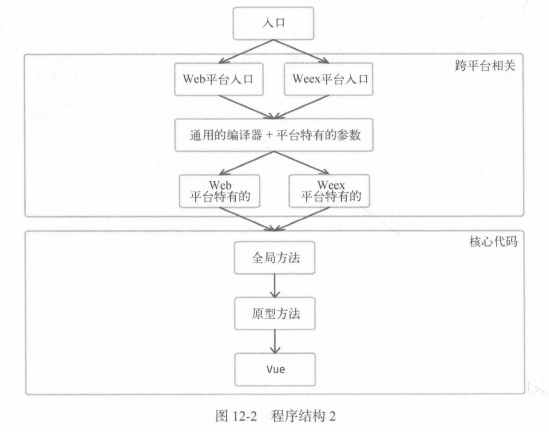 入口
跨平台相关
Web平台入口
Weex平台入口
通用的编译器 + 平台特有的参数
Web
平台特有的
Weex
平台特有的
核心代码
全局方法
原型方法
Vue
图 12-2 程序结构 2